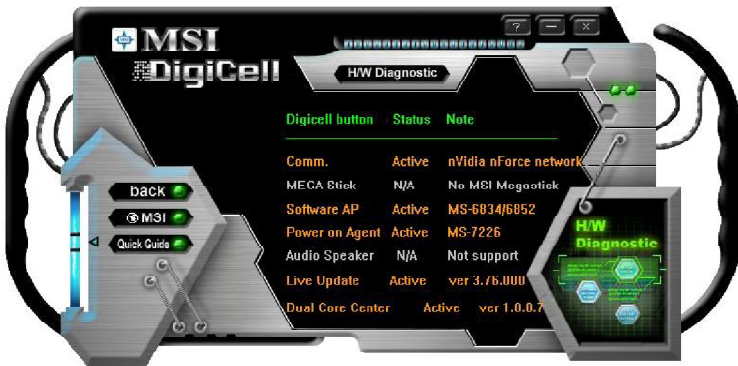 MSI
DigiCell
H/W Diagnostic
Digicell button Status Note
Comm. Active nVidia nForce network
MEGA Stick N/A No MSI Megastick
Software AP Active MS-6834/6852
Power on Agent Active MS-7226
Audio Speaker N/A Not support
Live Update Active ver 3.76.000
Dual Core Center Active ver 1.0.0.7
back
MSI
Quick Guide
H/W
Diagnostic